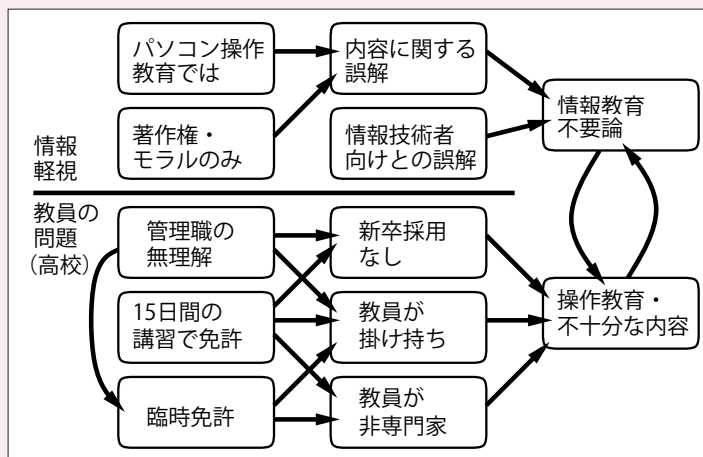 パソコン操作
教育では
内容に関する
誤解
著作権・
モラルのみ
情報技術者
向けとの誤解
情報教育
不要論
情報
軽視
教員の
問題
（高校）
管理職の
無理解
新卒採用
なし
15日間の
講習で免許
教員が
掛け持ち
操作教育・
不十分な内容
臨時免許
教員が
非専門家